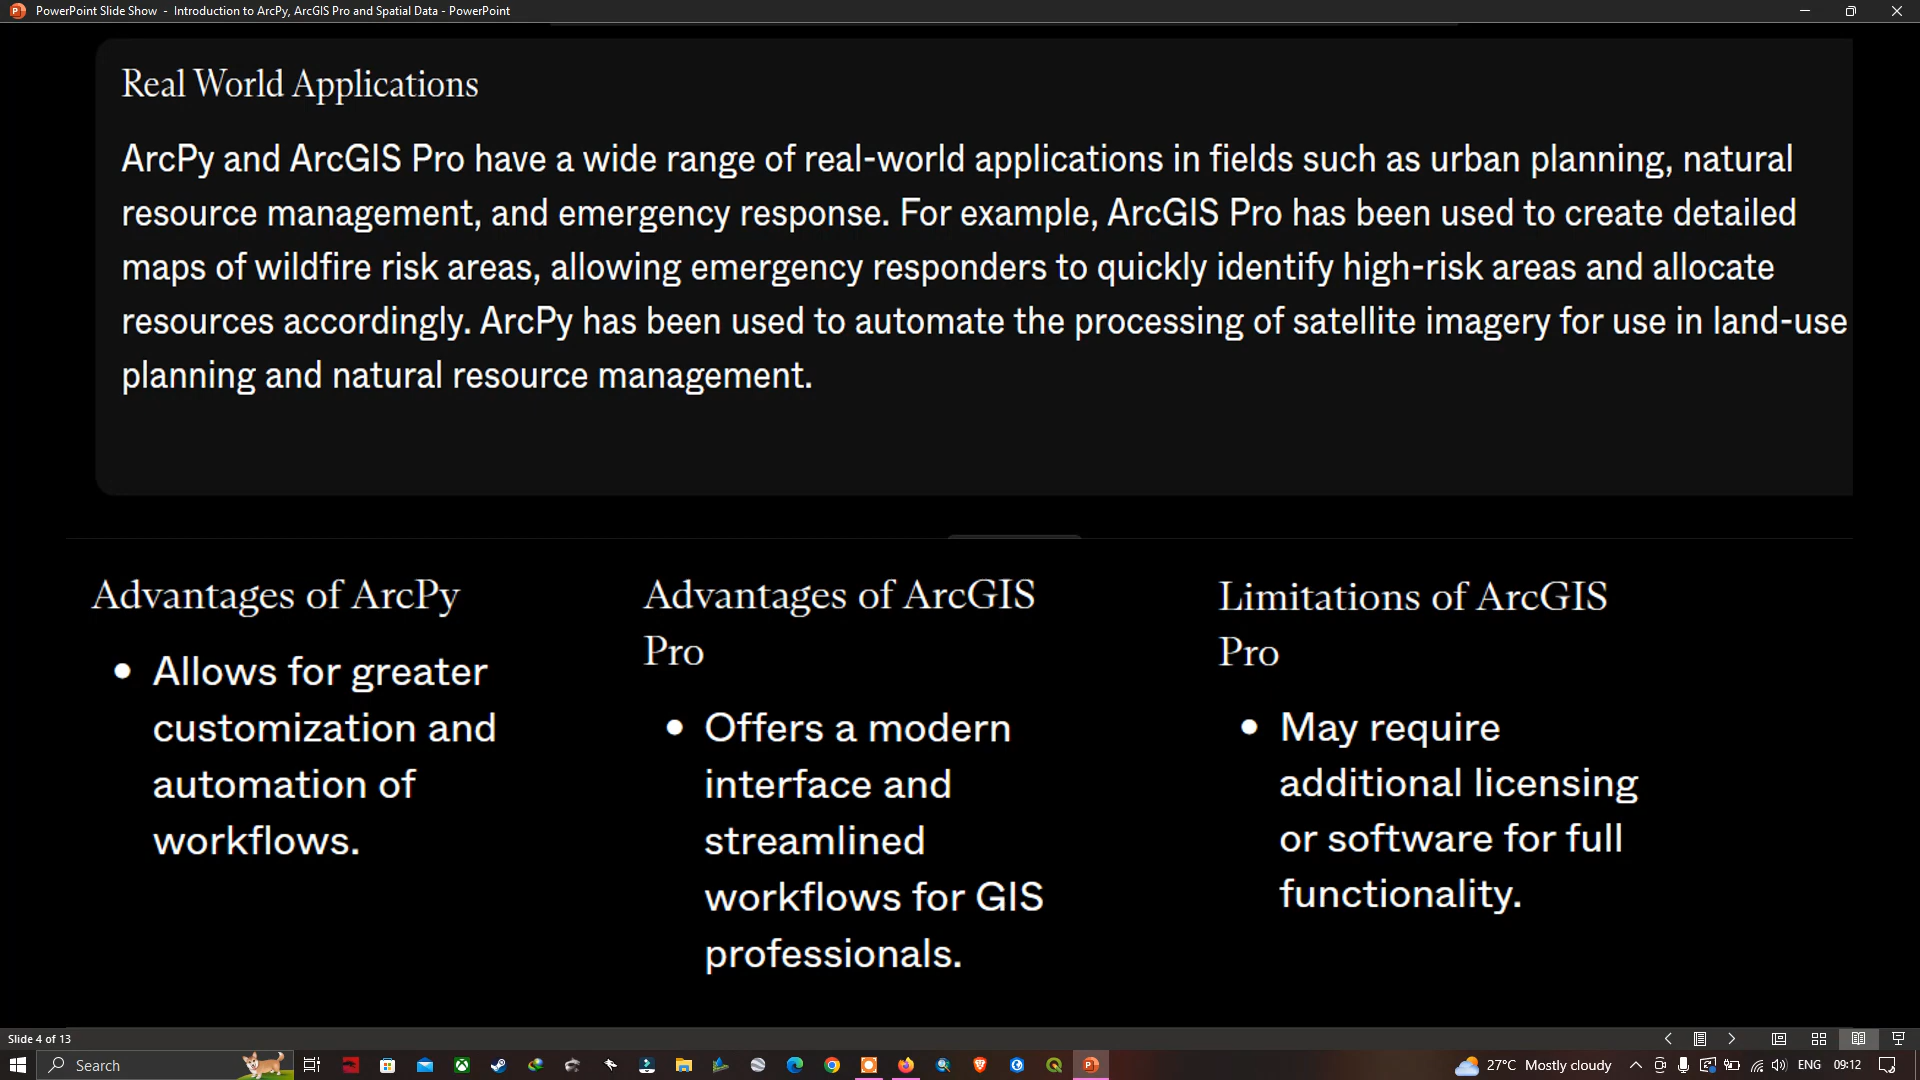 PowerPoint Slide Show - Introduction to ArcPy, ArcGIS Pro and Spatial Data - PowerPoint
Real World Applications
ArcPy and ArcGIS Pro have a wide range of real-world applications in fields such as urban planning, natural
resource management, and emergency response. For example, ArcGIS Pro has been used to create detailed
maps of wildfire risk areas, allowing emergency responders to quickly identify high-risk areas and allocate
resources accordingly. ArcPy has been used to automate the processing of satellite imagery for use in land-use
planning and natural resource management.
Advantages of ArcPy
• Allows for greater
customization and
automation of
workflows.
Advantages of ArcGIS
Pro
• Offers a modern
interface and
streamlined
workflows for GIS
professionals.
Limitations of ArcGIS
Pro
• May require
additional licensing
or software for full
functionality.
Slide 4 of 13
Search
27°C Mostly cloudy
ENG
09:12